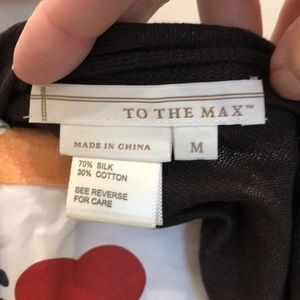 TO THE MAX™
MADE IN CHINA
M
70% SILK
30% COTTON
SEE REVERSE
FOR CARE